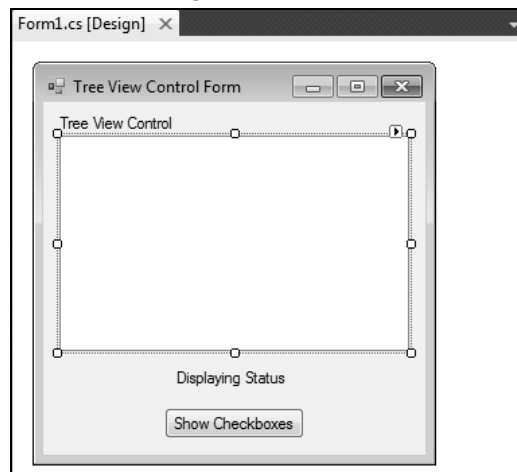 Form1.cs [Design]
Tree View Control Form
Tree View Control
Displaying Status
Show Checkboxes